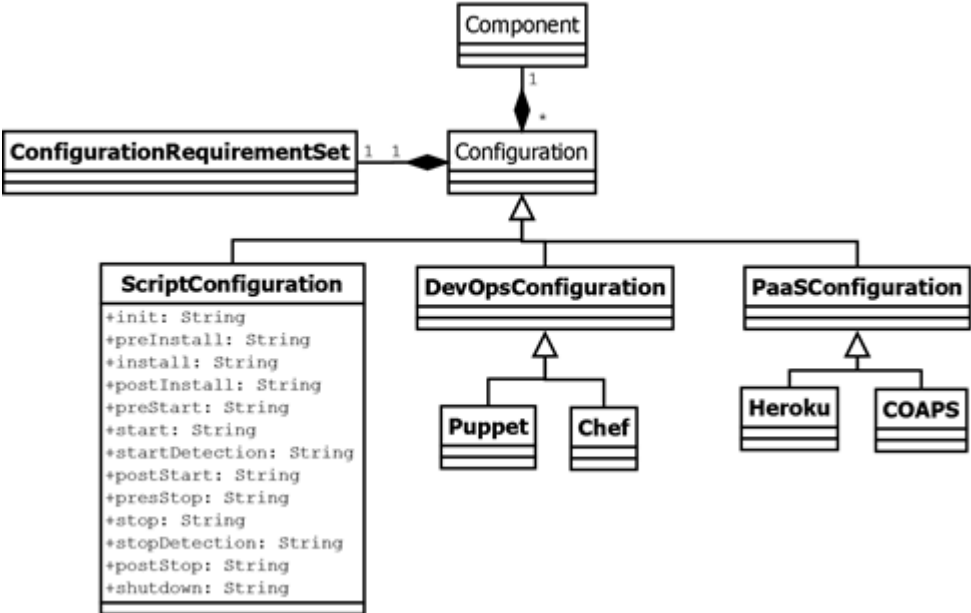 Component
1
*
ConfigurationRequirementSet 1 1 Configuration
ScriptConfiguration
+init: String
+preInstall: String
+install: String
+postInstall: String
+preStart: String
+start: String
+startDetection: String
+postStart: String
+presStop: String
+stop: String
+stopDetection: String
+postStop: String
+shutdown: String
DevOpsConfiguration
Puppet
Chef
PaaSConfiguration
Heroku
COAPS